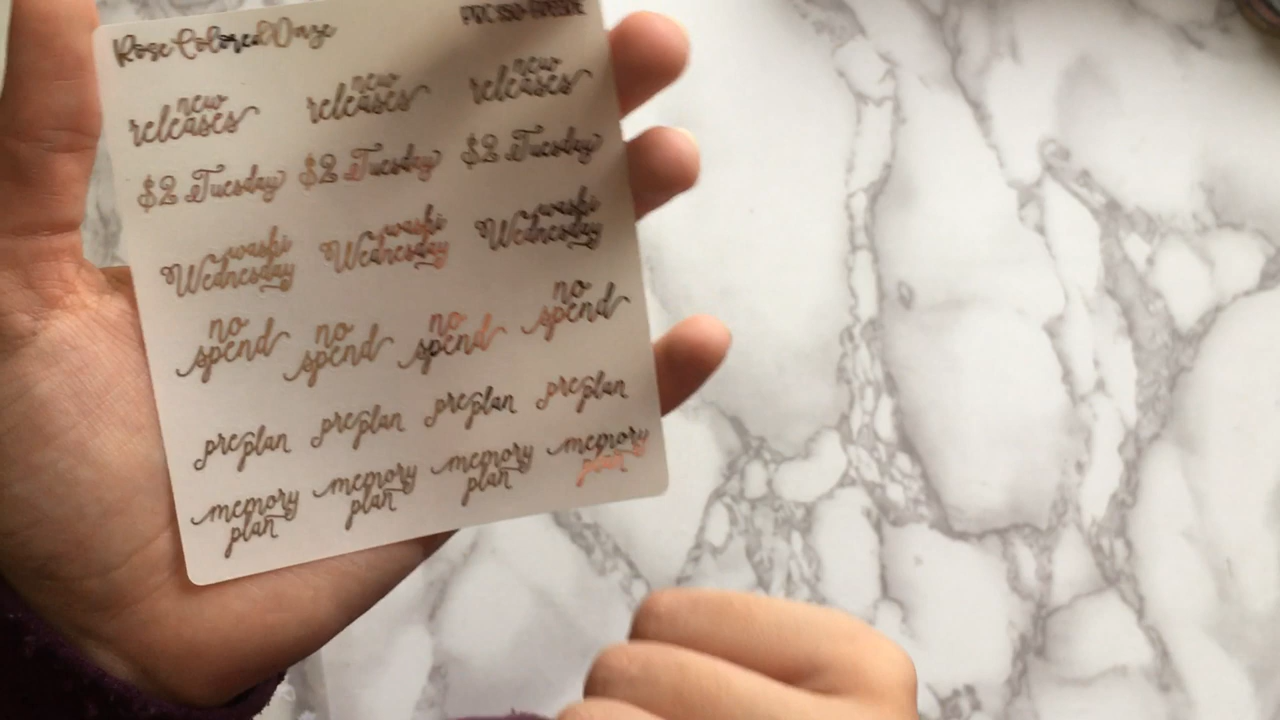 Rose Colored Daze
new new new
releases releases releases
$2 Tuesday $2 Tuesday $2 Tuesday
washi washi washi
Wednesday Wednesday Wednesday
no no no no
spend spend spend spend
preplan preplan preplan preplan
memory memory memory memory
plan plan plan plan